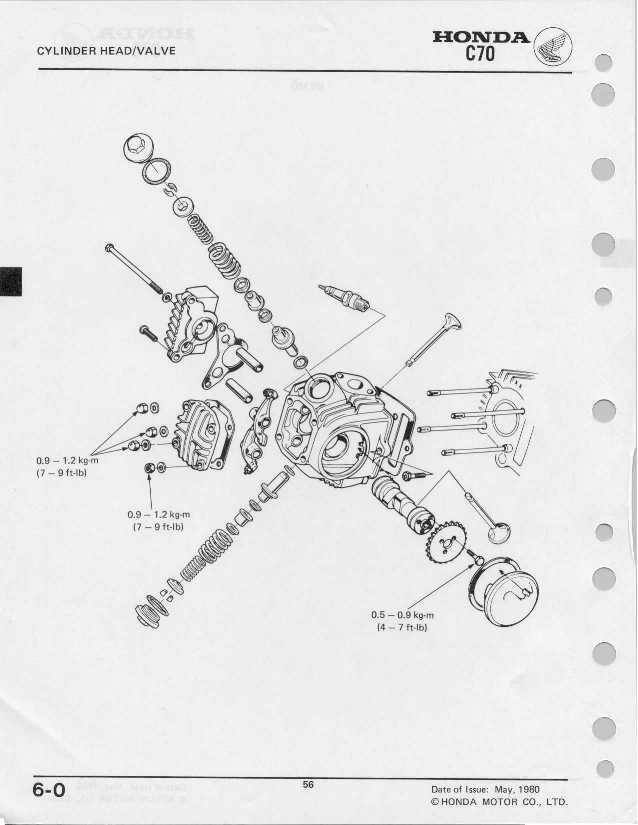 HONDA
CYLINDER HEAD/VALVE
C70
0.9 – 1.2 kg-m
(7 – 9 ft-lb)
0.9 – 1.2 kg-m
(7 – 9 ft-lb)
0.5 – 0.9 kg-m
(4 – 7 ft-lb)
6-0
56
Date of Issue: May, 1980
© HONDA MOTOR CO., LTD.